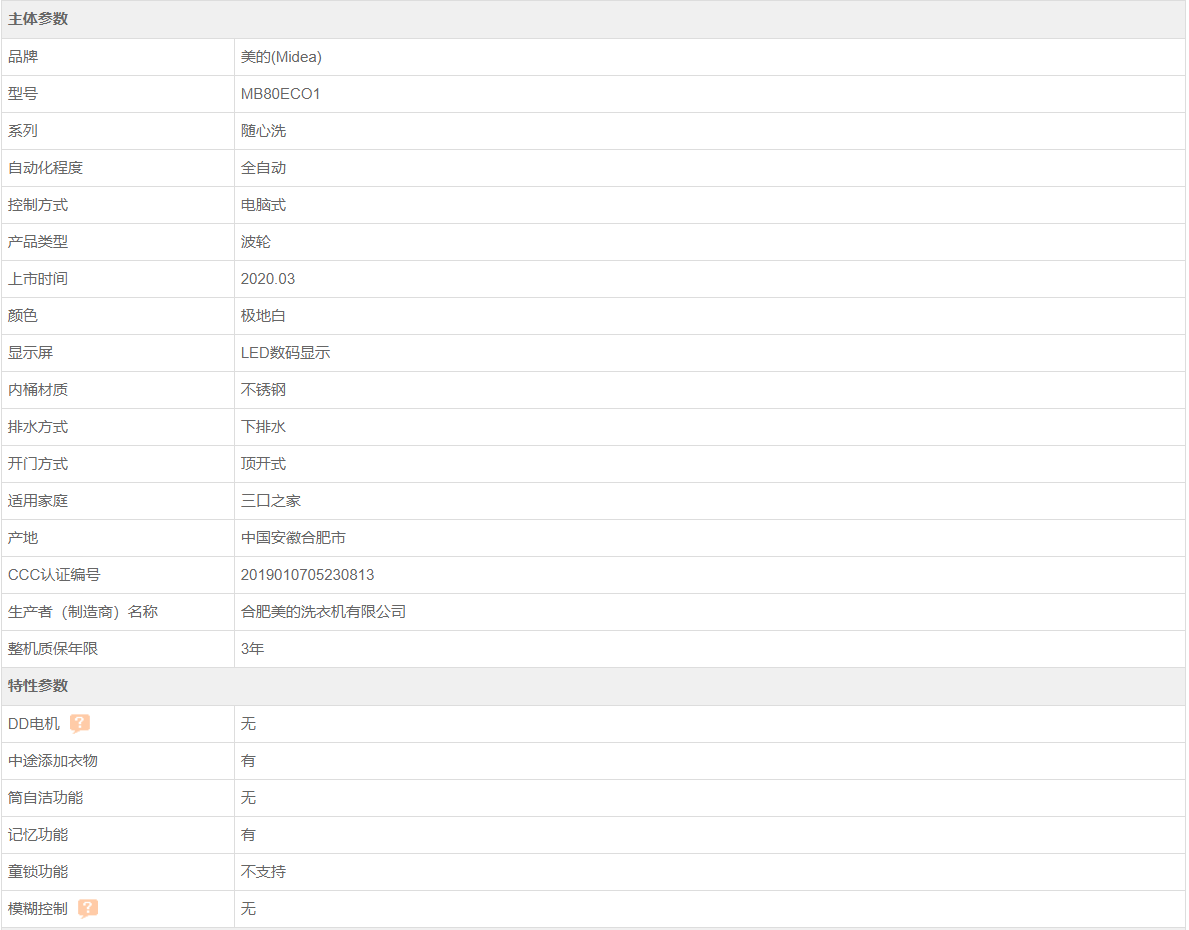 主体参数
品牌 美的(Midea)
型号 MB80ECO1
系列 随心洗
自动化程度 全自动
控制方式 电脑式
产品类型 波轮
上市时间 2020.03
颜色 极地白
显示屏 LED数码显示
内桶材质 不锈钢
排水方式 下排水
开门方式 顶开式
适用家庭 三口之家
产地 中国安徽合肥市
CCC认证编号 2019010705230813
生产者（制造商）名称 合肥美的洗衣机有限公司
整机质保年限 3年
特性参数
DD电机 ? 无
中途添加衣物 有
筒自洁功能 无
记忆功能 有
童锁功能 不支持
模糊控制 ? 无